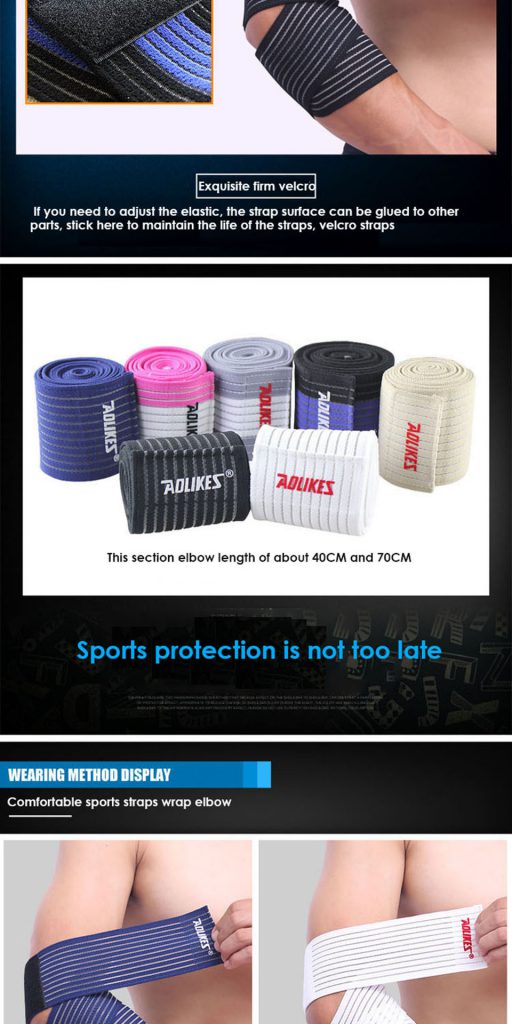 Exquisite firm velcro
If you need to adjust the elastic, the strap surface can be glued to other
parts, stick here to maintain the life of the straps, velcro straps
AOLIKES
AOLIKES
AOLIKES
AOLIKES
AOLIKES
AOLIKES®
AOLIKES
This section elbow length of about 40CM and 70CM
Sports protection is not too late
WEARING METHOD DISPLAY
Comfortable sports straps wrap elbow
AOLIKES®
AOLIKES